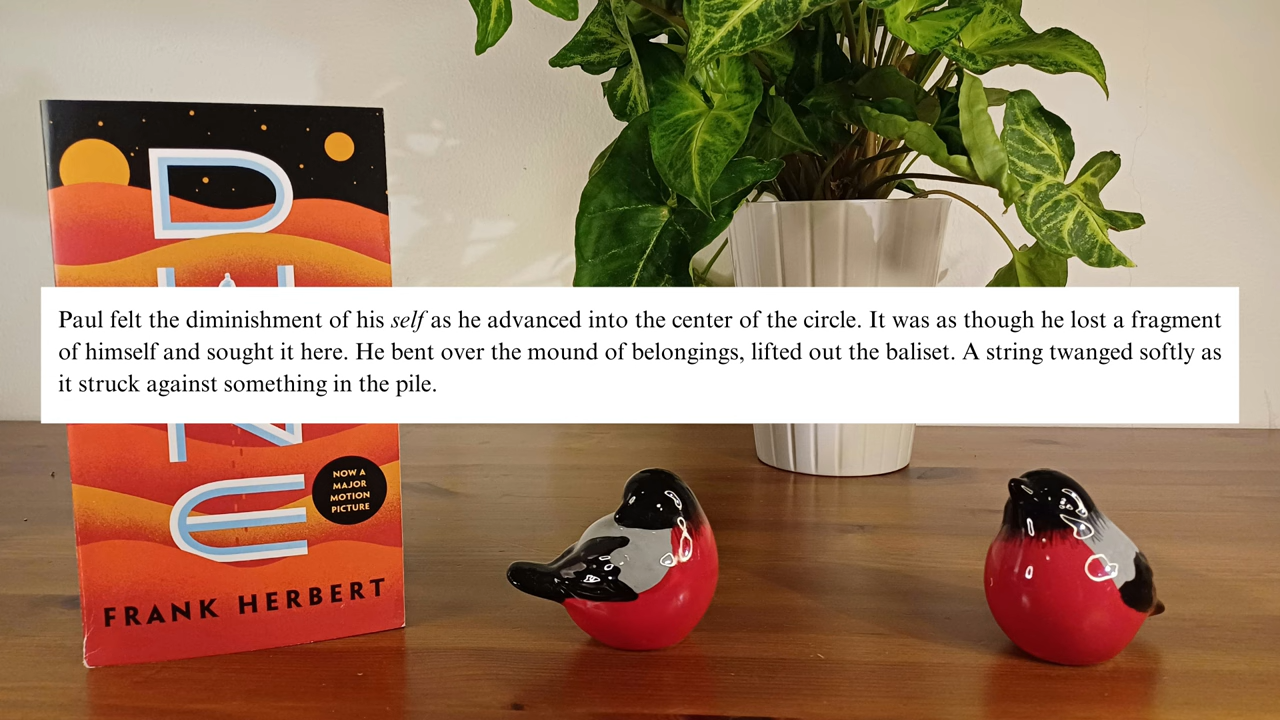 DUNE
Paul felt the diminishment of his self as he advanced into the center of the circle. It was as though he lost a fragment
of himself and sought it here. He bent over the mound of belongings, lifted out the baliset. A string twanged softly as
it struck against something in the pile.
NOW A
MAJOR
MOTION
PICTURE
FRANK HERBERT